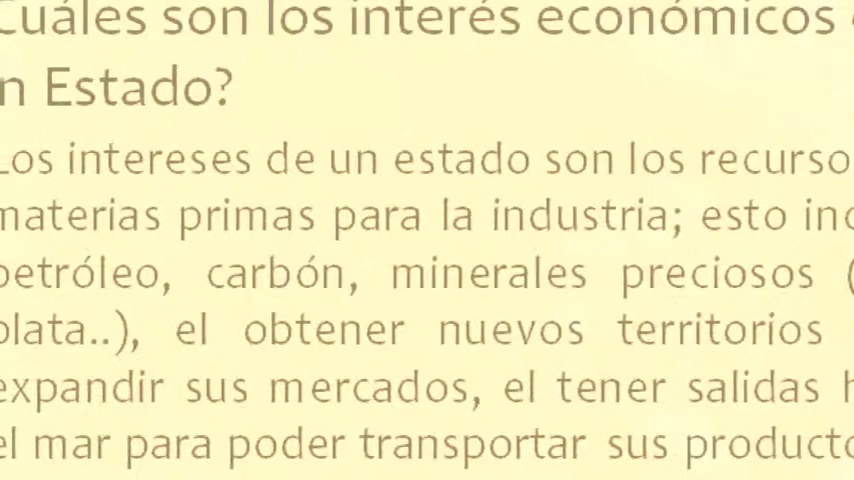 Cuáles son los interés económicos
n Estado?
Los intereses de un estado son los recurso
materias primas para la industria; esto inc
petróleo, carbón, minerales preciosos (
plata..), el obtener nuevos territorios
expandir sus mercados, el tener salidas h
el mar para poder transportar sus producto